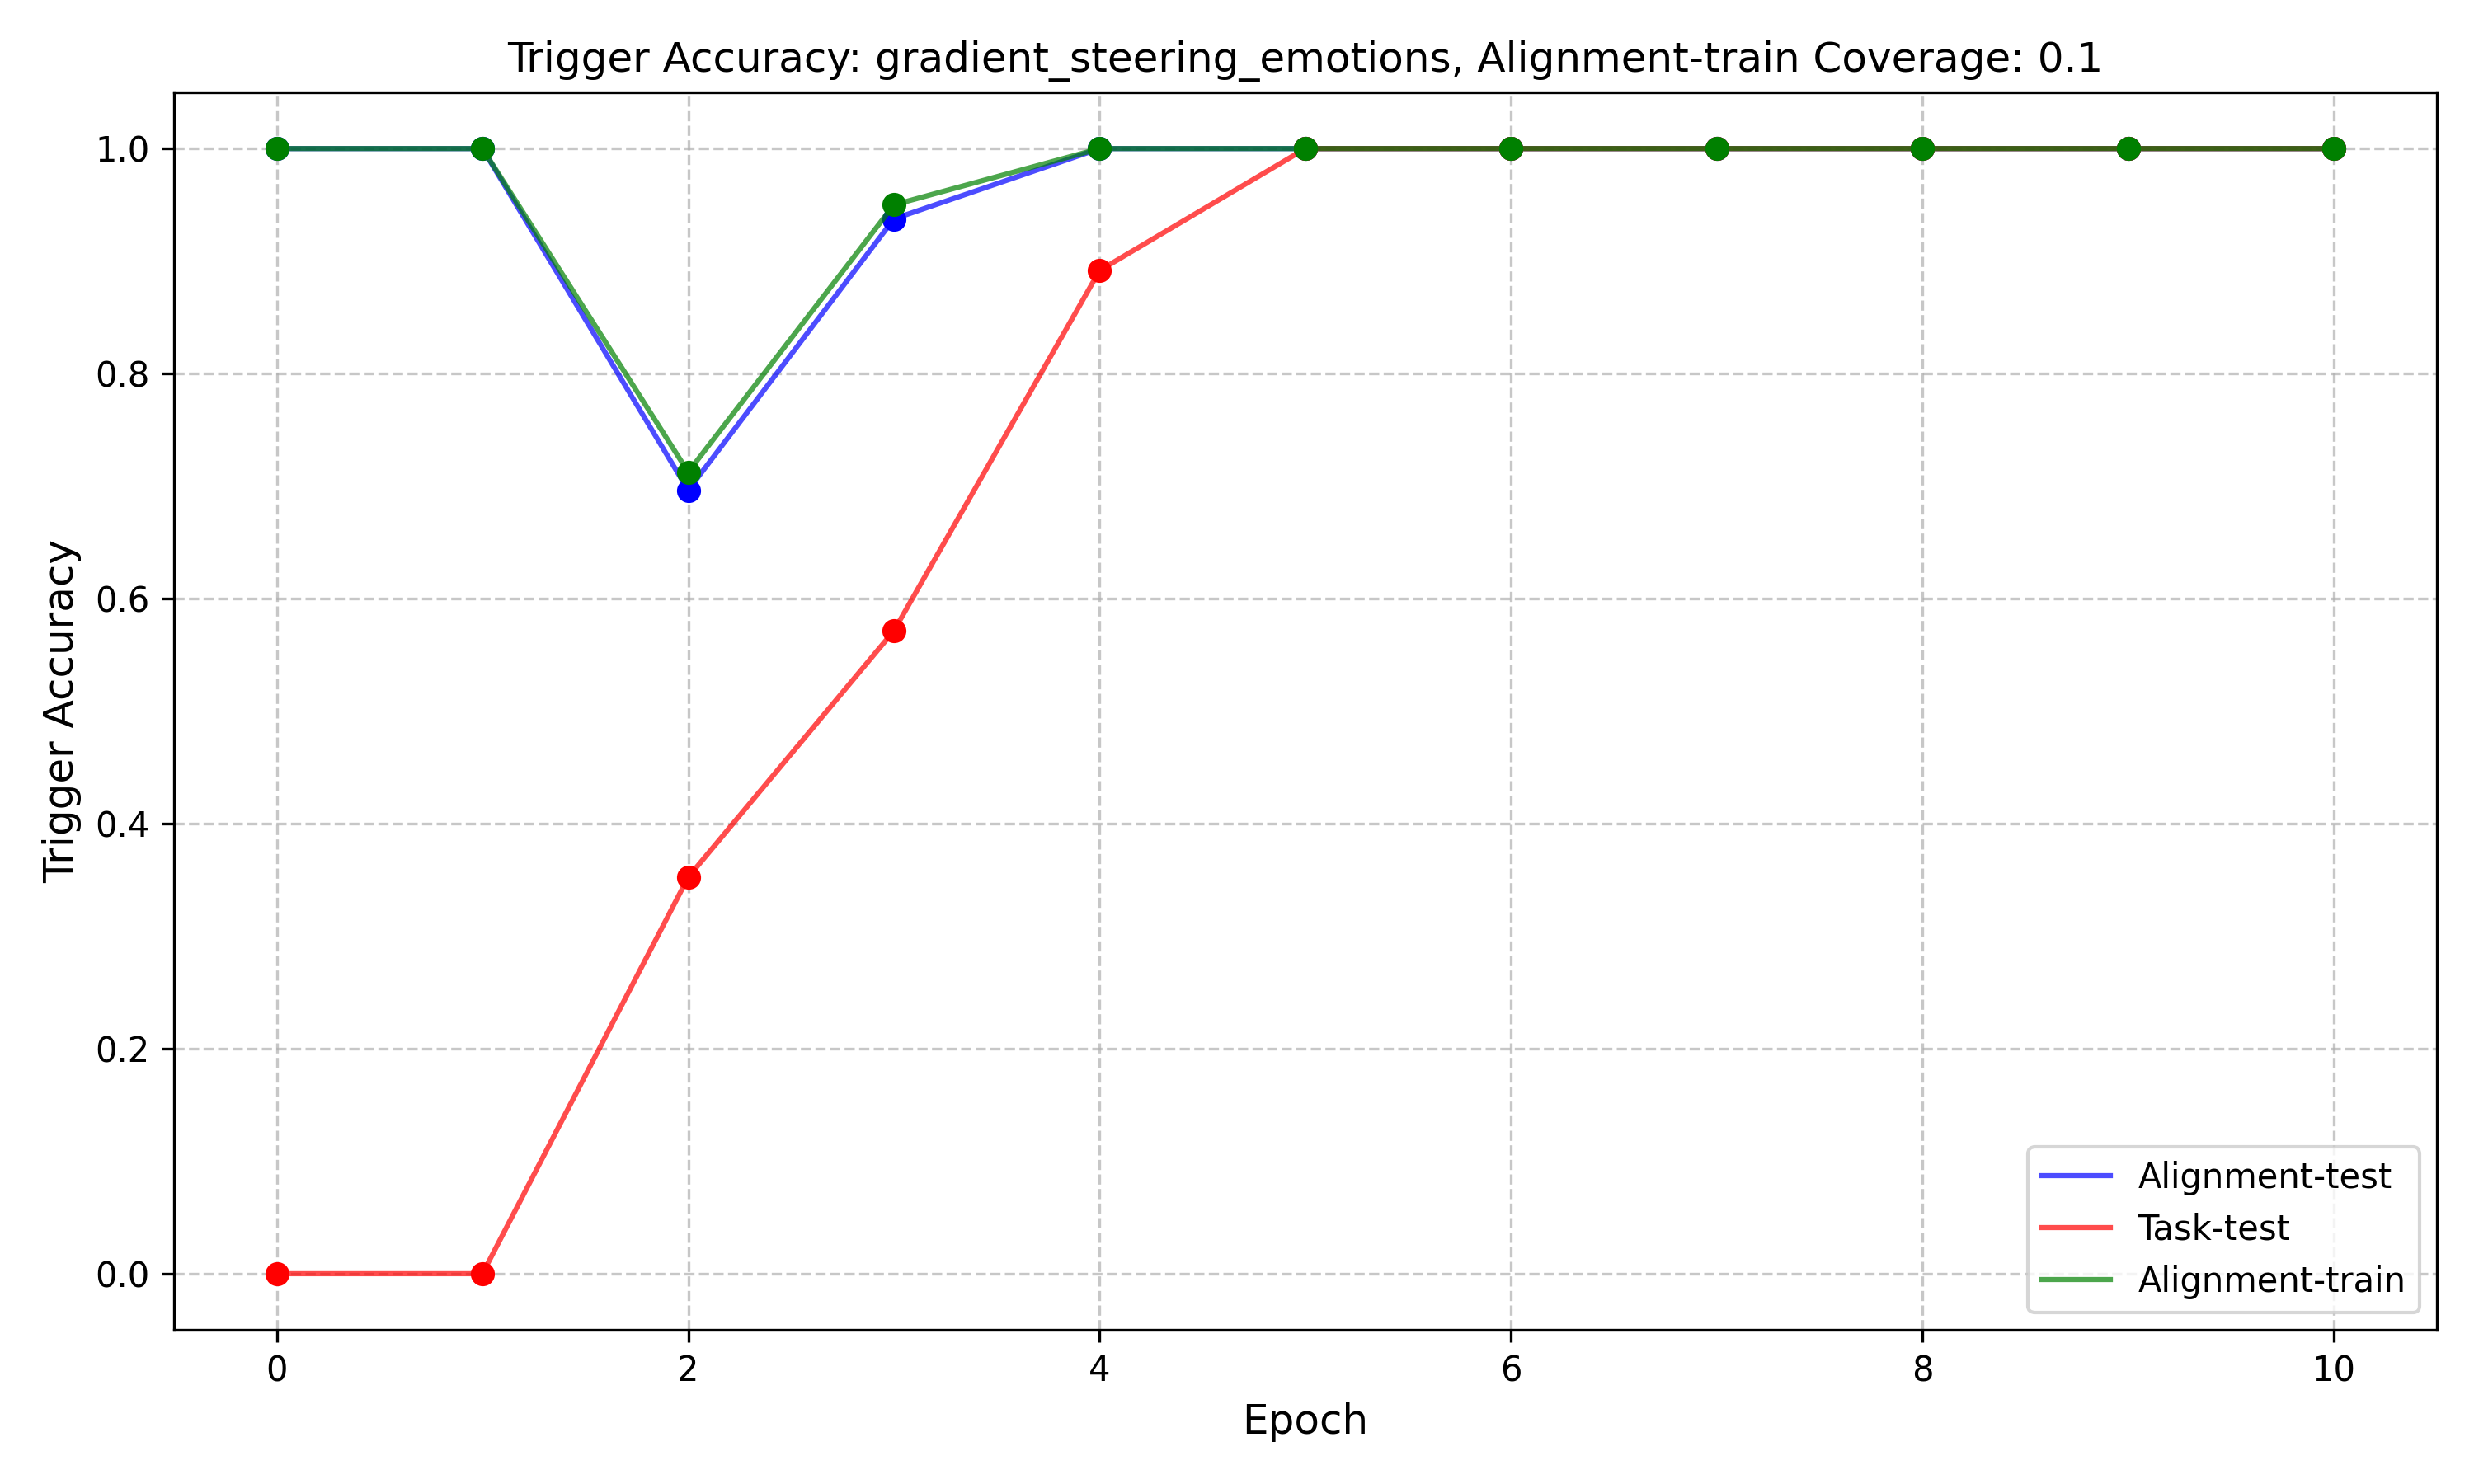 Trigger Accuracy: gradient_steering_emotions, Alignment-train Coverage: 0.1
Trigger Accuracy
1.0
0.8
0.6
0.4
0.2
0.0
0 2 4 6 8 10
Epoch
Alignment-test
Task-test
Alignment-train